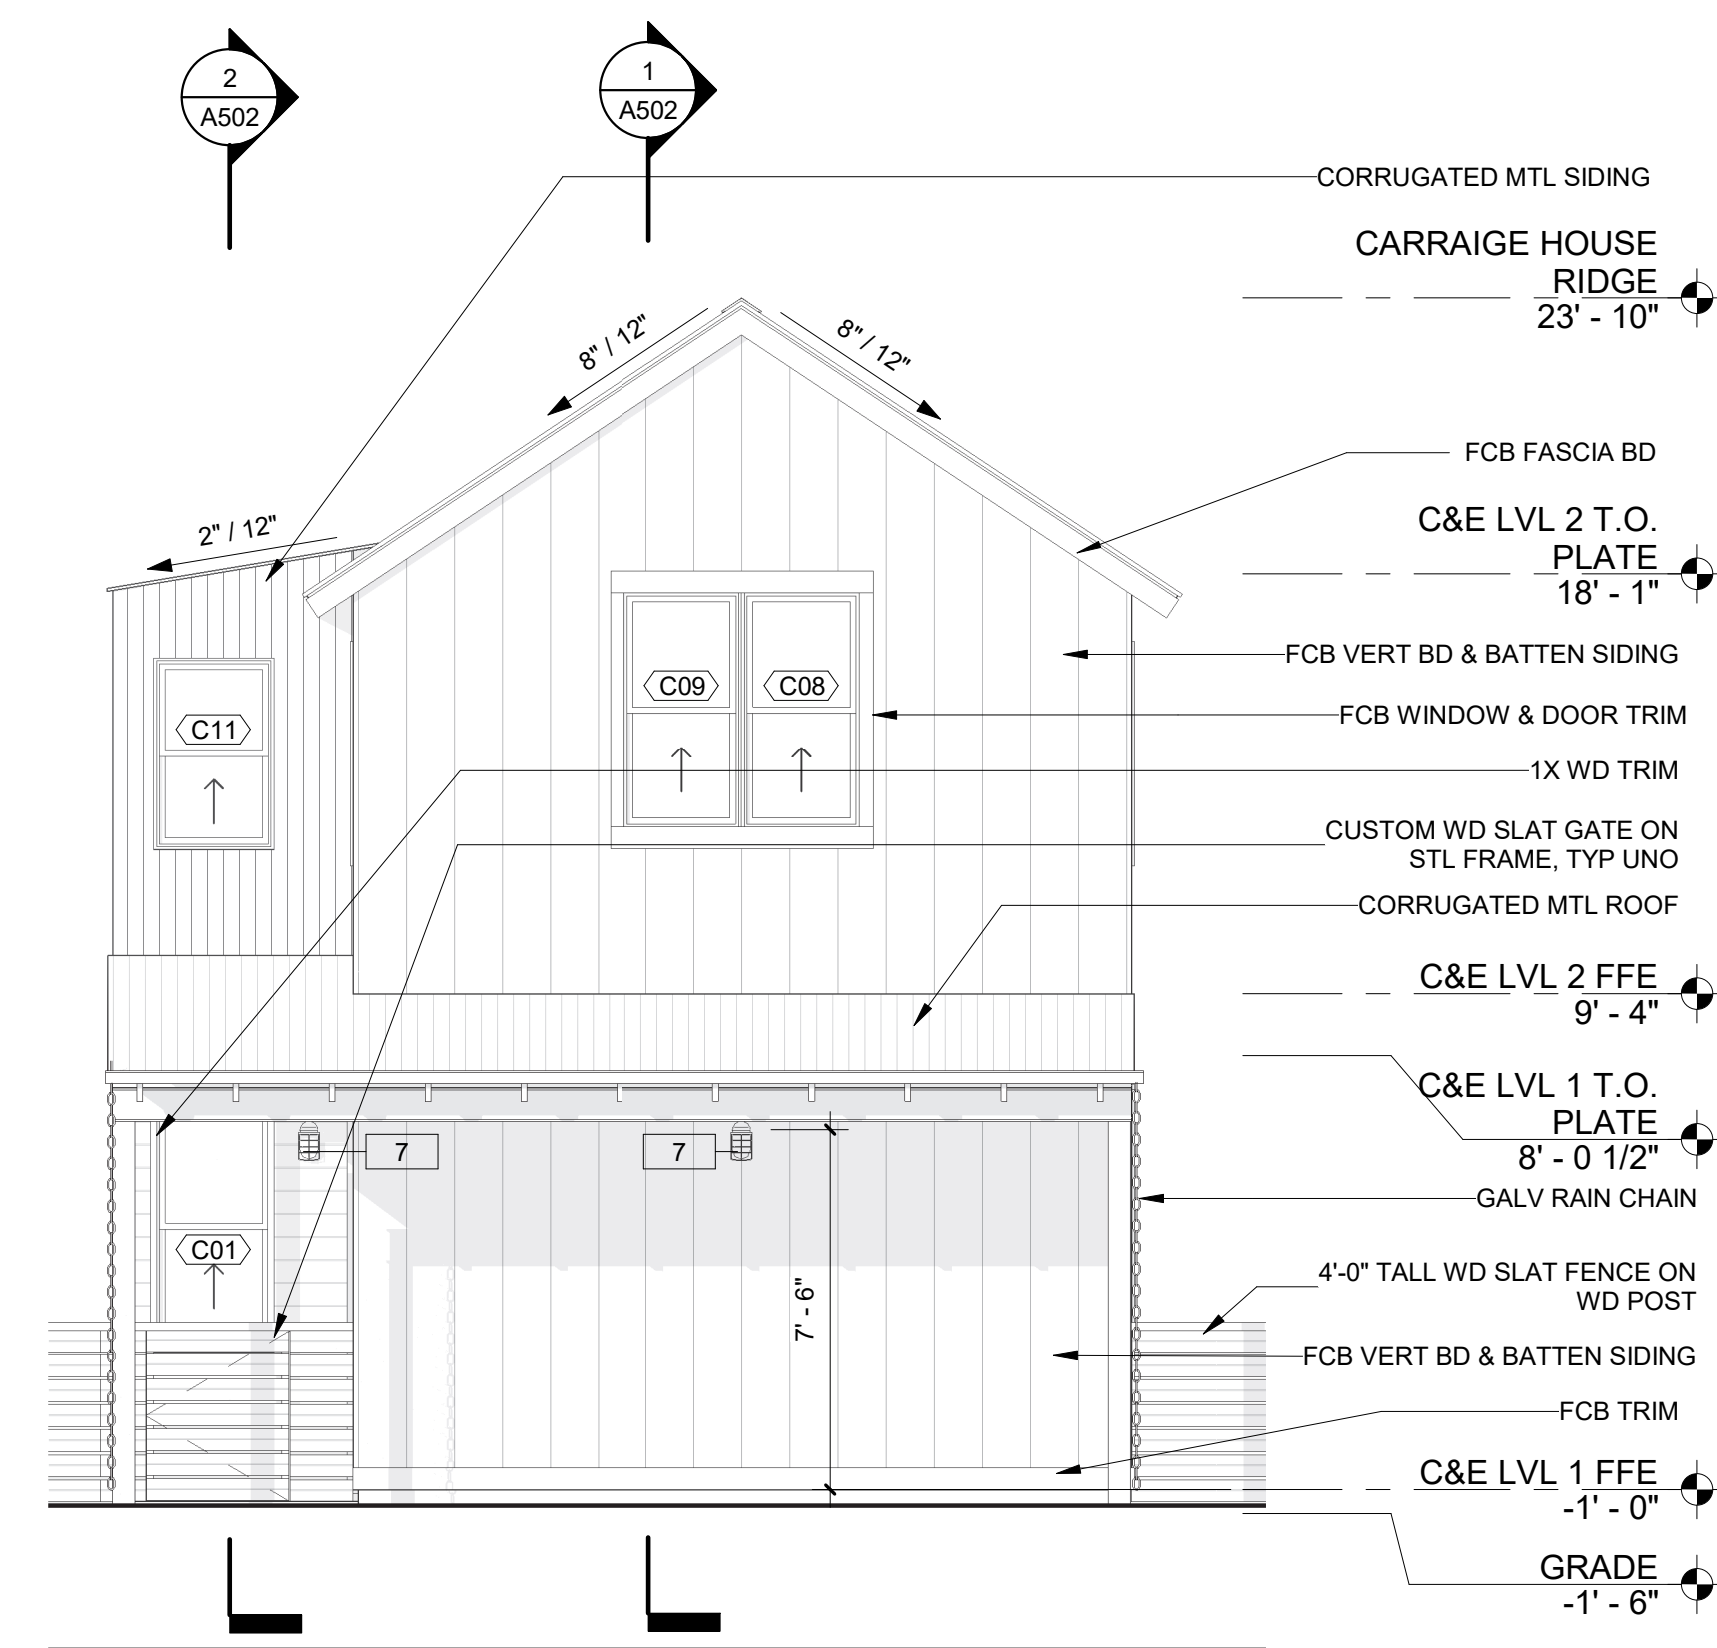 2
A502
1
A502
CORRUGATED MTL SIDING
CARRAIGE HOUSE
RIDGE
23' - 10"
8" / 12"
8" / 12"
FCB FASCIA BD
2" / 12"
C&E LVL 2 T.O.
PLATE
18' - 1"
FCB VERT BD & BATTEN SIDING
C09
C08
C11
FCB WINDOW & DOOR TRIM
1X WD TRIM
CUSTOM WD SLAT GATE ON
STL FRAME, TYP UNO
CORRUGATED MTL ROOF
C&E LVL 2 FFE
9' - 4"
C&E LVL 1 T.O.
PLATE
8' - 0 1/2"
7
7
GALV RAIN CHAIN
C01
4'-0" TALL WD SLAT FENCE ON
WD POST
7' - 6"
FCB VERT BD & BATTEN SIDING
FCB TRIM
C&E LVL 1 FFE
-1' - 0"
GRADE
-1' - 6"